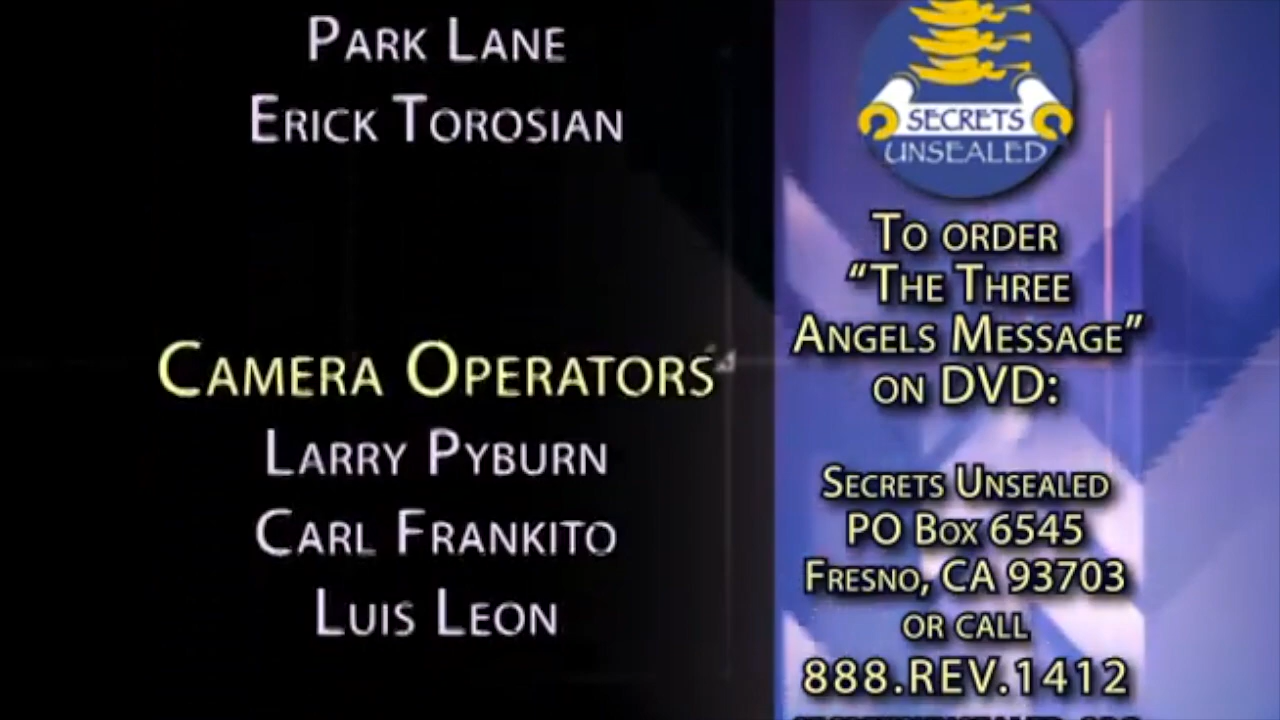 Park Lane
Erick Torosian
Camera Operators
Larry Pyburn
Carl Frankito
Luis Leon
SECRETS
UNSEALED
To order
“The Three
Angels Message”
on DVD:
Secrets Unsealed
PO Box 6545
Fresno, CA 93703
or call
888.REV.1412